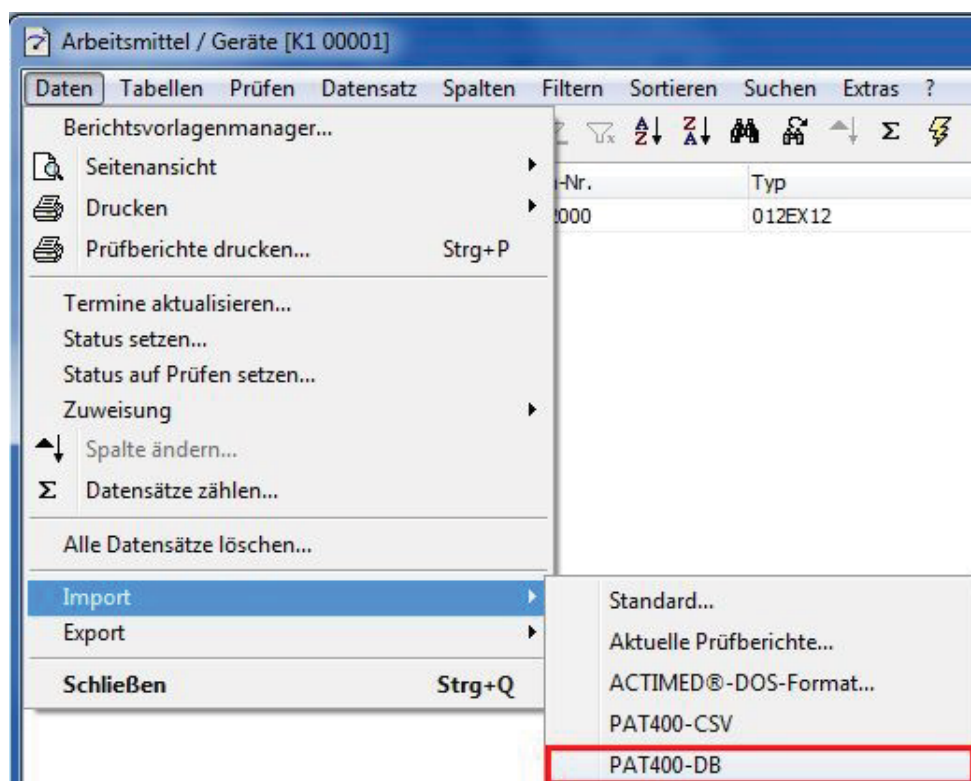 Arbeitsmittel / Geräte [K1 00001]
Daten Tabellen Prüfen Datensatz Spalten Filtern Sortieren Suchen Extras ?
Berichtsvorlagenmanager...
Seitenansicht
Drucken
Prüfberichte drucken... Strg+P
-Nr. Typ
000 012EX12
Termine aktualisieren...
Status setzen...
Status auf Prüfen setzen...
Zuweisung
Spalte ändern...
Σ Datensätze zählen...
Alle Datensätze löschen...
Import
Export
Schließen Strg+Q
Standard...
Aktuelle Prüfberichte...
ACTIMED®-DOS-Format...
PAT400-CSV
PAT400-DB